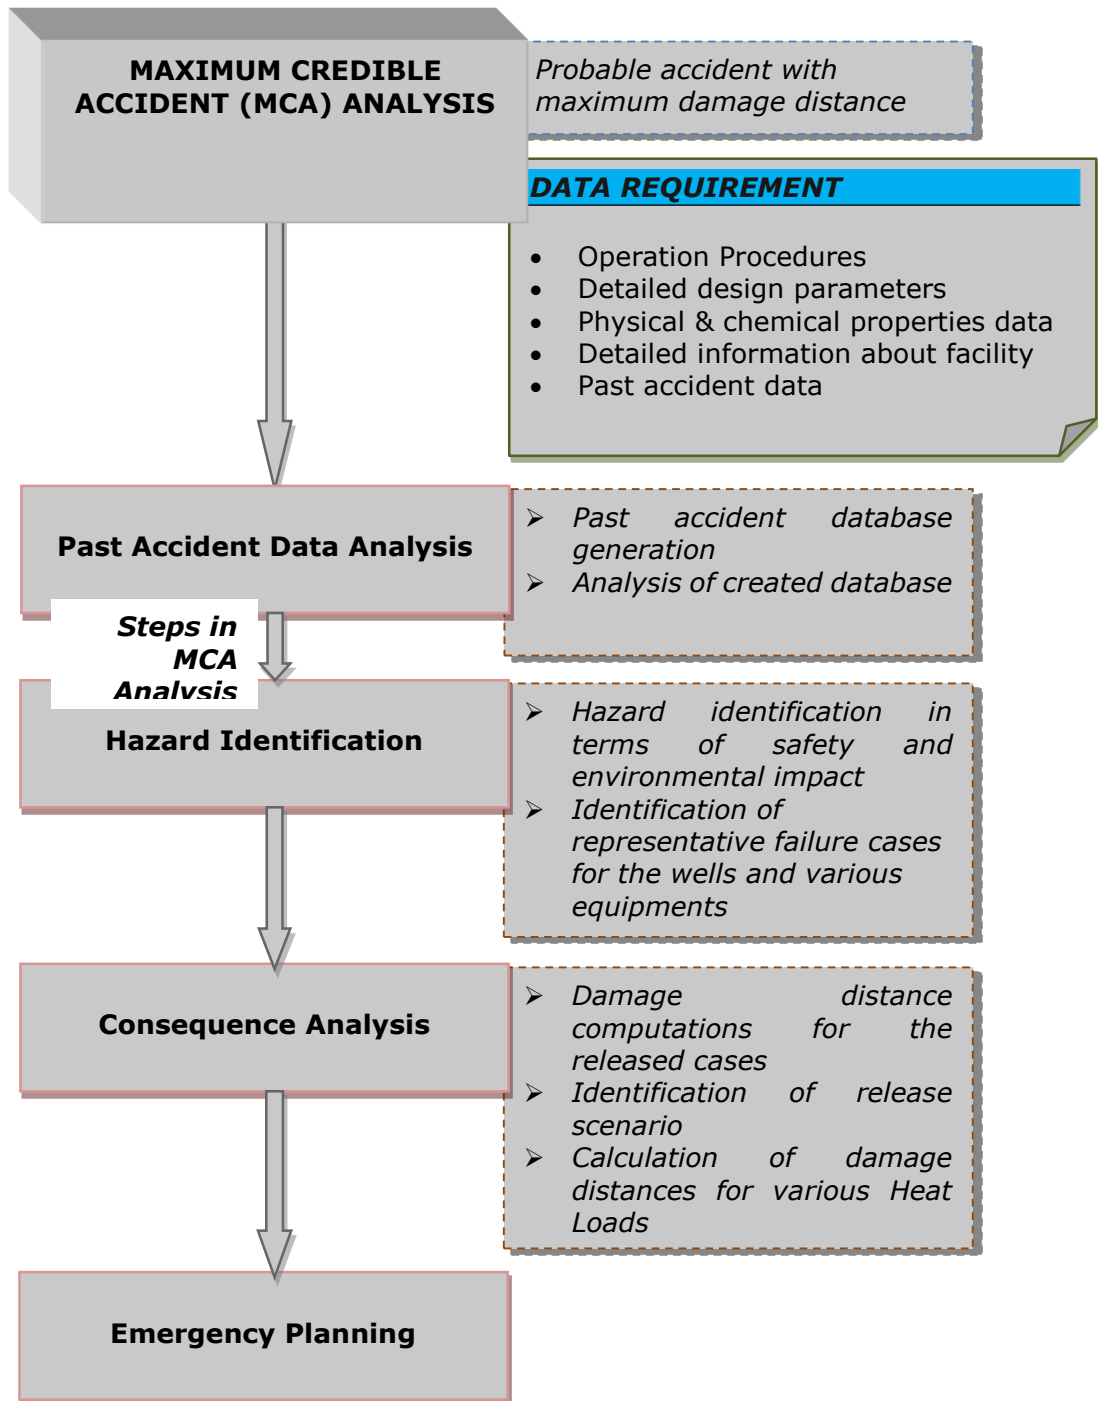 MAXIMUM CREDIBLE
ACCIDENT (MCA) ANALYSIS
Probable accident with
maximum damage distance
DATA REQUIREMENT
• Operation Procedures
• Detailed design parameters
• Physical & chemical properties data
• Detailed information about facility
• Past accident data
Past Accident Data Analysis
➢ Past accident database
generation
➢ Analysis of created database
Steps in
MCA
Analysis
Hazard Identification
➢ Hazard identification in
terms of safety and
environmental impact
➢ Identification of
representative failure cases
for the wells and various
equipments
Consequence Analysis
➢ Damage distance
computations for the
released cases
➢ Identification of release
scenario
➢ Calculation of damage
distances for various Heat
Loads
Emergency Planning